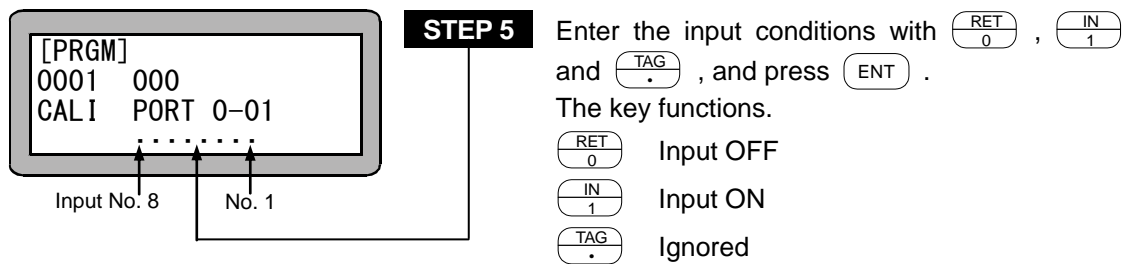 [PRGM]
0001 000
CALI PORT 0-01
........
Input No. 8
No. 1
STEP 5
Enter the input conditions with RET 0 , IN 1
and TAG • , and press ENT .
The key functions.
RET 0 Input OFF
IN 1 Input ON
TAG • Ignored